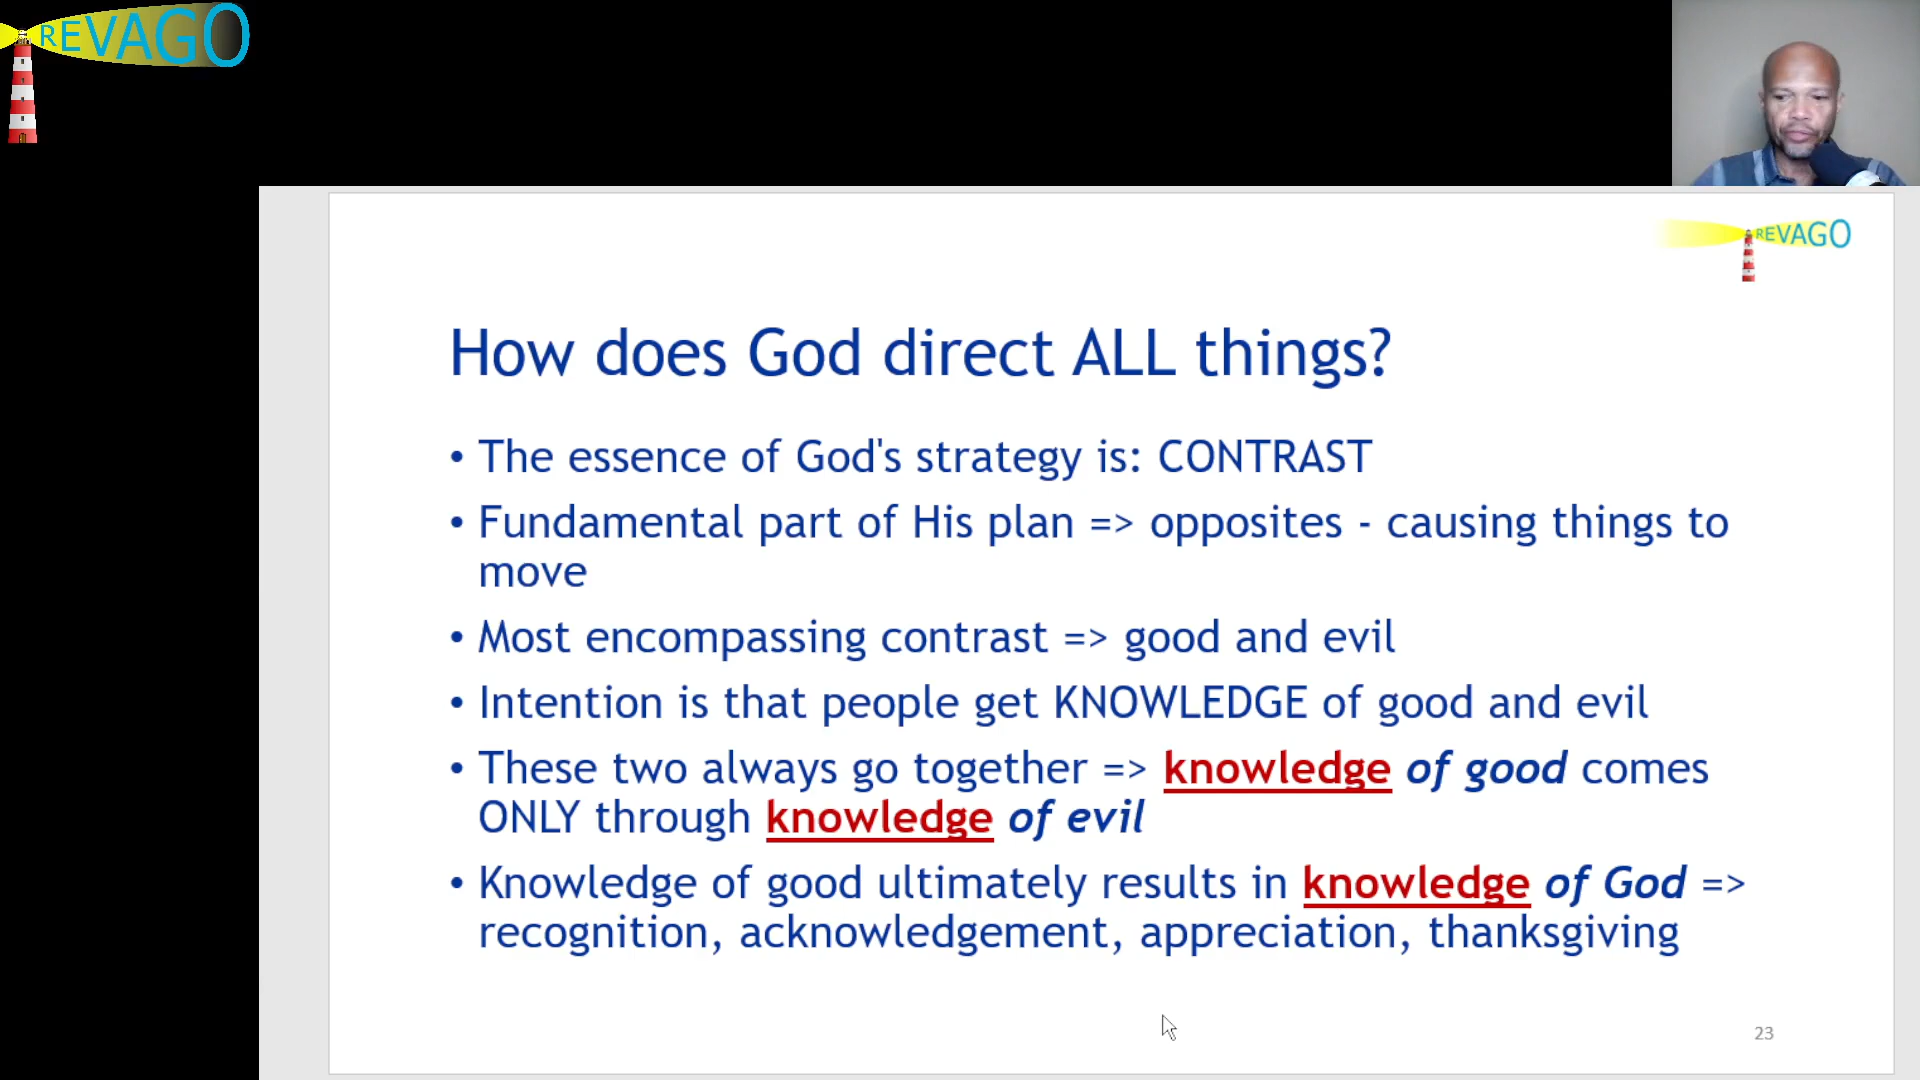 REVAGO
REVAGO
How does God direct ALL things?
• The essence of God's strategy is: CONTRAST
• Fundamental part of His plan => opposites - causing things to
move
• Most encompassing contrast => good and evil
• Intention is that people get KNOWLEDGE of good and evil
• These two always go together => knowledge of good comes
ONLY through knowledge of evil
• Knowledge of good ultimately results in knowledge of God =>
recognition, acknowledgement, appreciation, thanksgiving
23